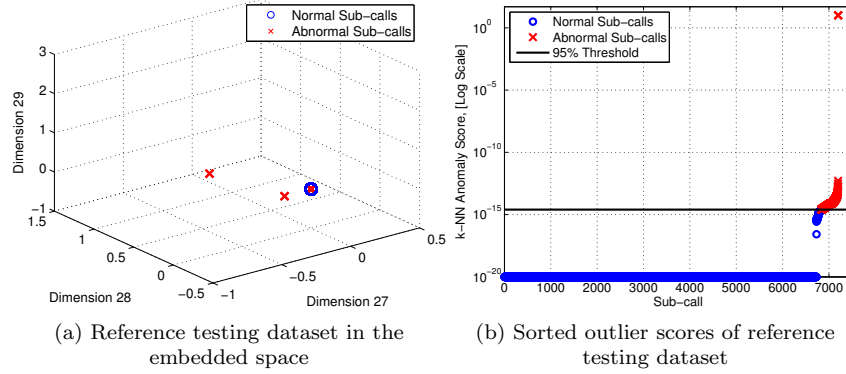 Normal Sub-calls
Abnormal Sub-calls
3
2
1
0
-1
Dimension 29
1.5
1
0.5
0
-0.5
Dimension 28
-1
-0.5
0
0.5
Dimension 27
(a) Reference testing dataset in the
embedded space
Normal Sub-calls
Abnormal Sub-calls
95% Threshold
10^0
10^-5
10^-10
10^-15
10^-20
k-NN Anomaly Score, [Log Scale]
0 1000 2000 3000 4000 5000 6000 7000
Sub-call
(b) Sorted outlier scores of reference
testing dataset